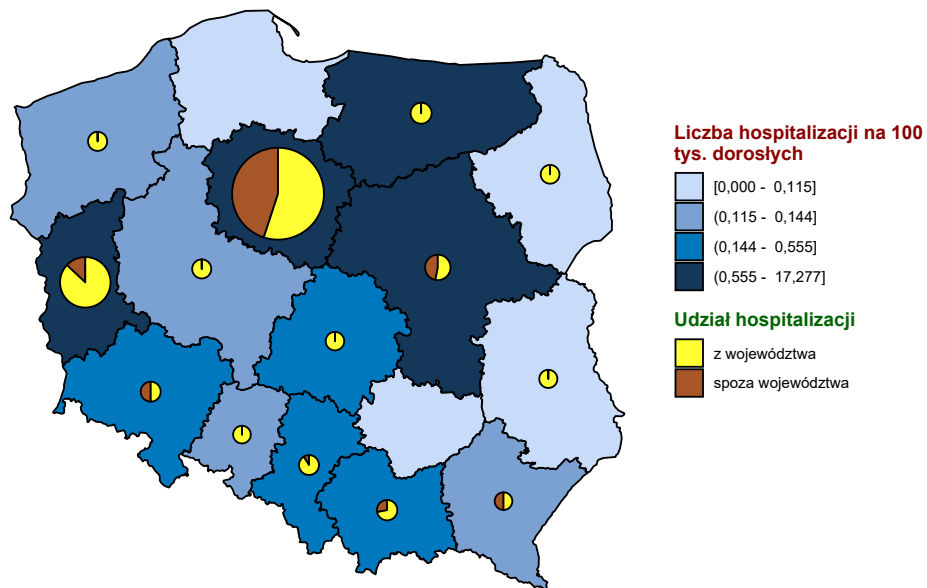 Liczba hospitalizacji na 100
tys. dorosłych
[0,000 - 0,115]
(0,115 - 0,144]
(0,144 - 0,555]
(0,555 - 17,277]
Udział hospitalizacji
z województwa
spoza województwa